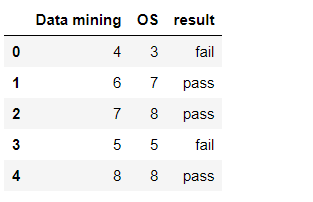 Data mining OS result
0 4 3 fail
1 6 7 pass
2 7 8 pass
3 5 5 fail
4 8 8 pass